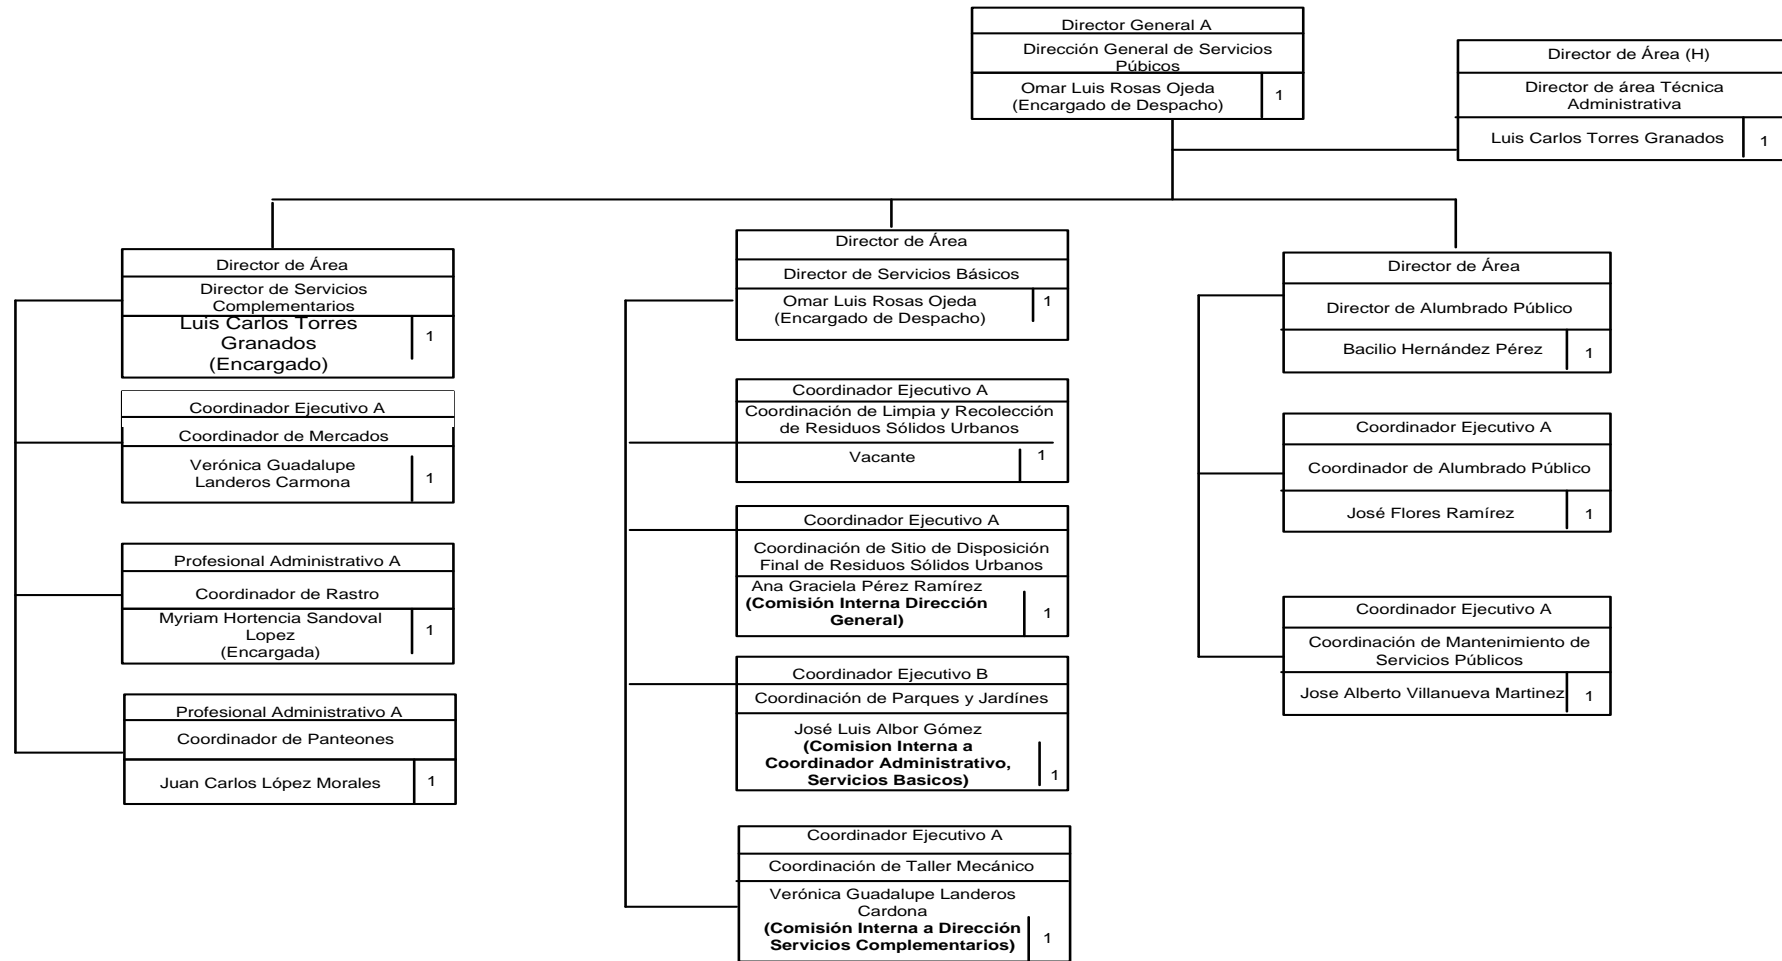 Director General A
Dirección General de Servicios
Púbicos
Omar Luis Rosas Ojeda
(Encargado de Despacho)
1
Director de Área (H)
Director de área Técnica
Administrativa
Luis Carlos Torres Granados
1
Director de Área
Director de Servicios
Complementarios
Luis Carlos Torres
Granados
(Encargado)
1
Coordinador Ejecutivo A
Coordinador de Mercados
Verónica Guadalupe
Landeros Carmona
1
Profesional Administrativo A
Coordinador de Rastro
Myriam Hortencia Sandoval
Lopez
(Encargada)
1
Profesional Administrativo A
Coordinador de Panteones
Juan Carlos López Morales
1
Director de Área
Director de Servicios Básicos
Omar Luis Rosas Ojeda
(Encargado de Despacho)
1
Coordinador Ejecutivo A
Coordinación de Limpia y Recolección
de Residuos Sólidos Urbanos
Vacante
1
Coordinador Ejecutivo A
Coordinación de Sitio de Disposición
Final de Residuos Sólidos Urbanos
Ana Graciela Pérez Ramírez
(Comisión Interna Dirección
General)
1
Coordinador Ejecutivo B
Coordinación de Parques y Jardínes
José Luis Albor Gómez
(Comision Interna a
Coordinador Administrativo,
Servicios Basicos)
1
Coordinador Ejecutivo A
Coordinación de Taller Mecánico
Verónica Guadalupe Landeros
Cardona
(Comisión Interna a Dirección
Servicios Complementarios)
1
Director de Área
Director de Alumbrado Público
Bacilio Hernández Pérez
1
Coordinador Ejecutivo A
Coordinador de Alumbrado Público
José Flores Ramírez
1
Coordinador Ejecutivo A
Coordinación de Mantenimiento de
Servicios Públicos
Jose Alberto Villanueva Martinez
1